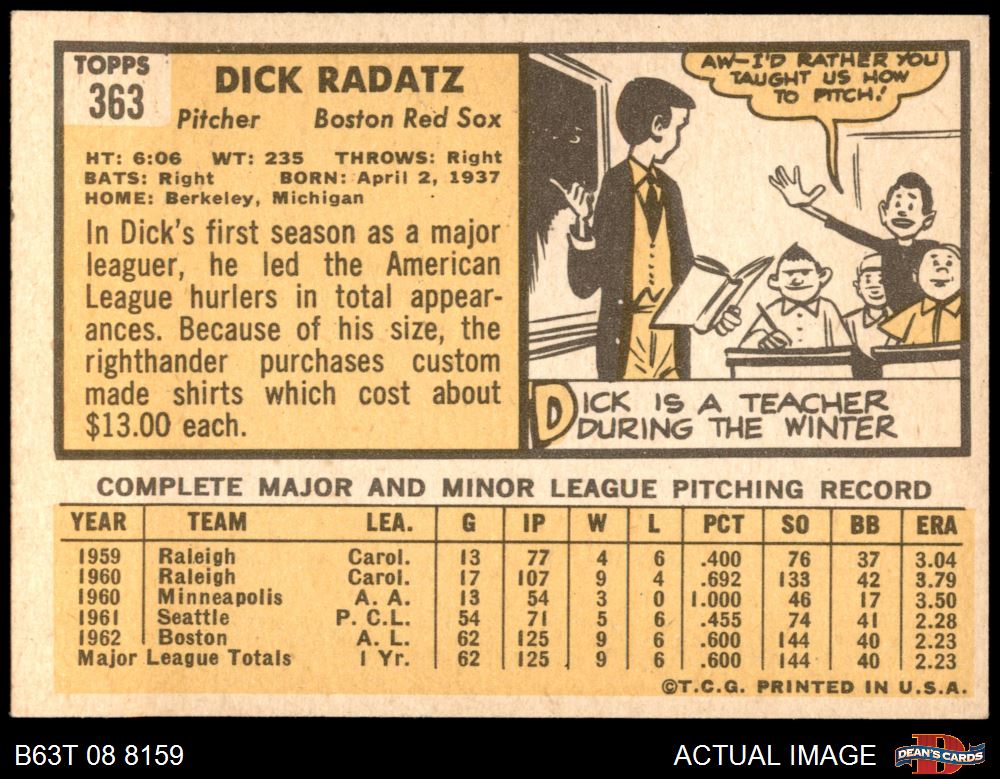 TOPPS
363
DICK RADATZ
Pitcher Boston Red Sox
HT: 6:06 WT: 235 THROWS: Right
BATS: Right BORN: April 2, 1937
HOME: Berkeley, Michigan
In Dick's first season as a major
leaguer, he led the American
League hurlers in total appear-
ances. Because of his size, the
righthander purchases custom
made shirts which cost about
$13.00 each.
AW-I'D RATHER YOU
TAUGHT US HOW
TO PITCH!
DICK IS A TEACHER
DURING THE WINTER
COMPLETE MAJOR AND MINOR LEAGUE PITCHING RECORD
YEAR TEAM LEA. G IP W L PCT SO BB ERA
1959 Raleigh Carol. 13 77 4 6 .400 76 37 3.04
1960 Raleigh Carol. 17 107 9 4 .692 133 42 3.79
1960 Minneapolis A. A. 13 54 3 0 1.000 46 17 3.50
1961 Seattle P. C.L. 54 71 5 6 .455 74 41 2.28
1962 Boston A. L. 62 125 9 6 .600 144 40 2.23
Major League Totals 1 Yr. 62 125 9 6 .600 144 40 2.23
©T.C.G. PRINTED IN U.S.A.
B63T 08 8159
ACTUAL IMAGE
DEAN'S CARDS